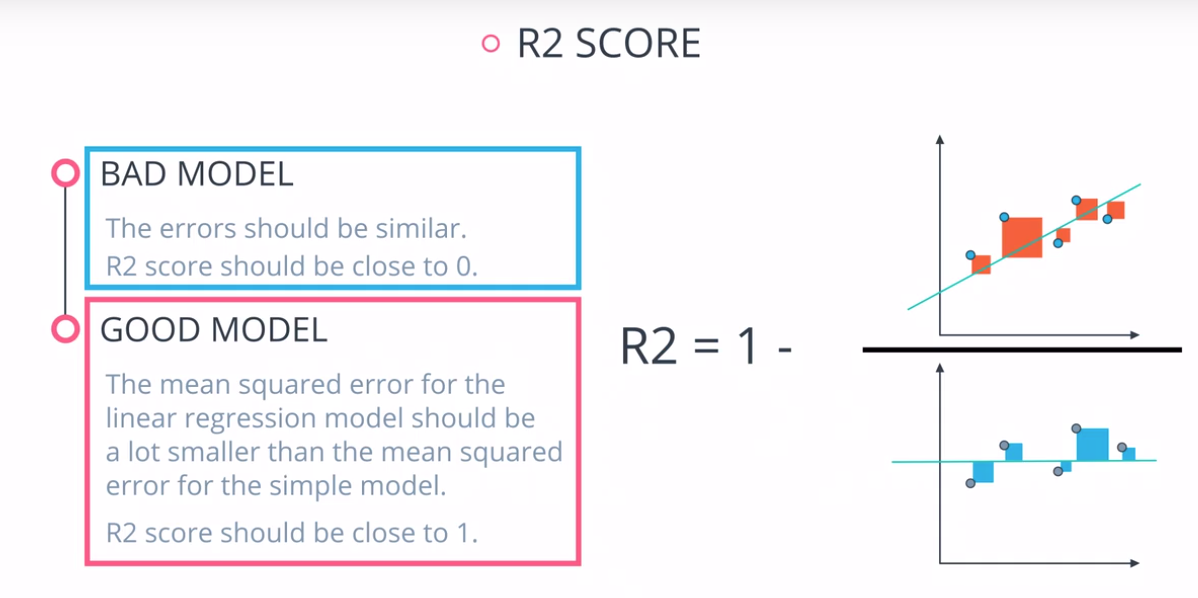 R2 SCORE
BAD MODEL
The errors should be similar.
R2 score should be close to 0.
GOOD MODEL
The mean squared error for the
linear regression model should be
a lot smaller than the mean squared
error for the simple model.
R2 score should be close to 1.
R2 = 1 -